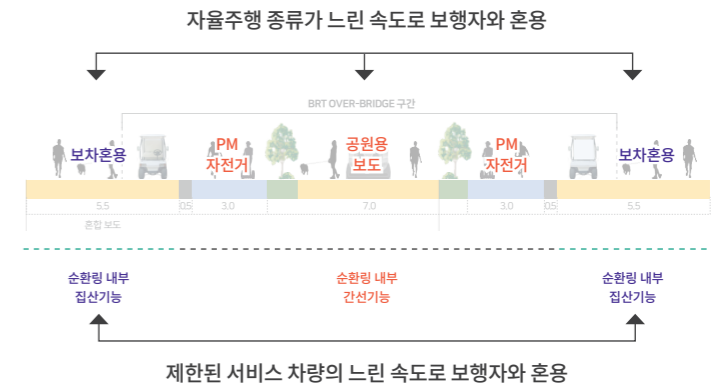 자율주행 종류가 느린 속도로 보행자와 혼용
BRT OVER-BRIDGE 구간
보차혼용
PM
자전거
공원용
보도
PM
자전거
보차혼용
5.5
0.5
3.0
7.0
3.0
0.5
5.5
혼합 보도
순환링 내부
집산기능
순환링 내부
간선기능
순환링 내부
집산기능
제한된 서비스 차량의 느린 속도로 보행자와 혼용